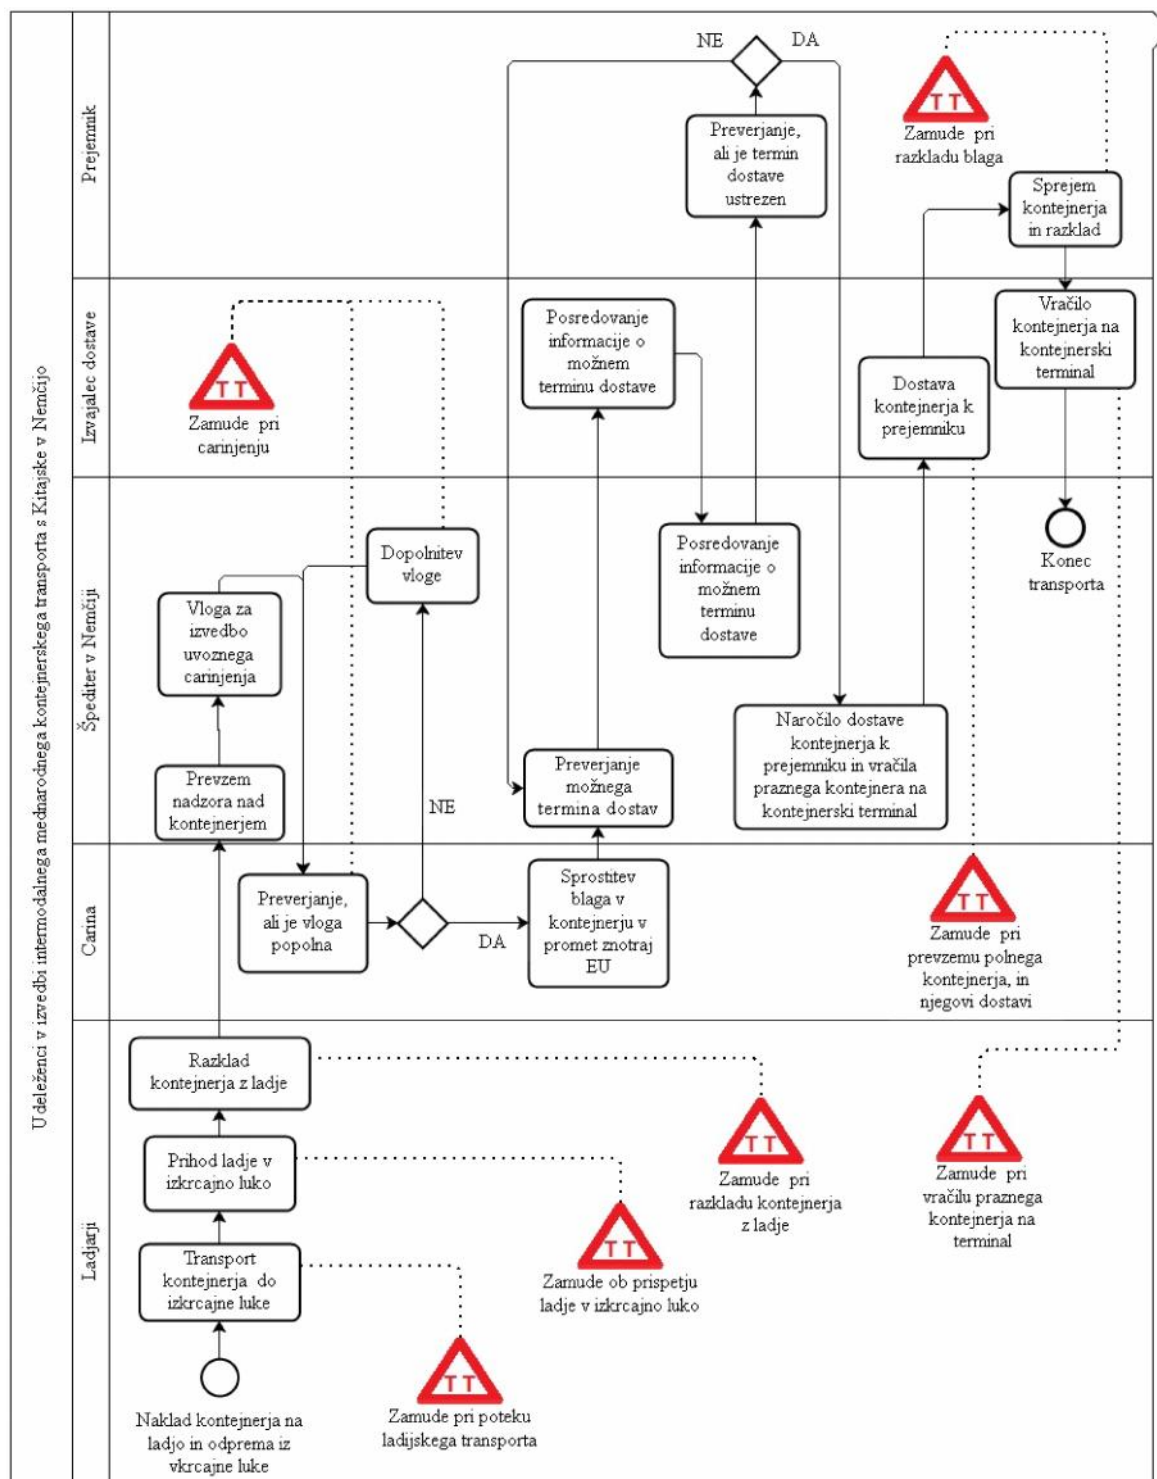 Udeleženci v izvedbi intermodalnega mednarodnega kontejnerskega transporta s Kitajske v Nemčijo
Prejemnik
NE
DA
Preverjanje,
ali je termin
dostave
ustrezen
TT
Zamude pri
razkladu blaga
Sprejem
kontejnerja
in razklad
Izvajalec dostave
TT
Zamude pri
carinjenju
Posredovanje
informacije o
možnem
terminu dostave
Dostava
kontejnerja k
prejemniku
Vračilo
kontejnerja na
kontejnerski
terminal
Špediter v Nemčiji
Dopolnitev
vloge
Vloga za
izvedbo
uvoznega
carinjenja
Prevzem
nadzora nad
kontejnerjem
NE
Posredovanje
informacije o
možnem
terminu
dostave
Konec
transporta
Preverjanje
možnega
termina dostav
Naročilo dostave
kontejnerja k
prejemniku in vračila
praznega kontejnera na
kontejnerski terminal
Carina
Preverjanje,
ali je vloga
popolna
DA
Sprostitev
blaga v
kontejnerju v
promet znotraj
EU
TT
Zamude pri
prevzemu polnega
kontejnerja, in
njegovi dostavi
Ladjarji
Razklad
kontejnerja z ladje
Prihod ladje v
izkrcajno luko
Transport
kontejnerja do
izkrcajne luke
Naklad kontejnerja na
ladjo in odprema iz
vkrcajne luke
TT
Zamude pri poteku
ladijskega transporta
TT
Zamude ob prispetju
ladje v izkrcajno luko
TT
Zamude pri
razkladu kontejnerja
z ladje
TT
Zamude pri
vračilu praznega
kontejnerja na
terminal